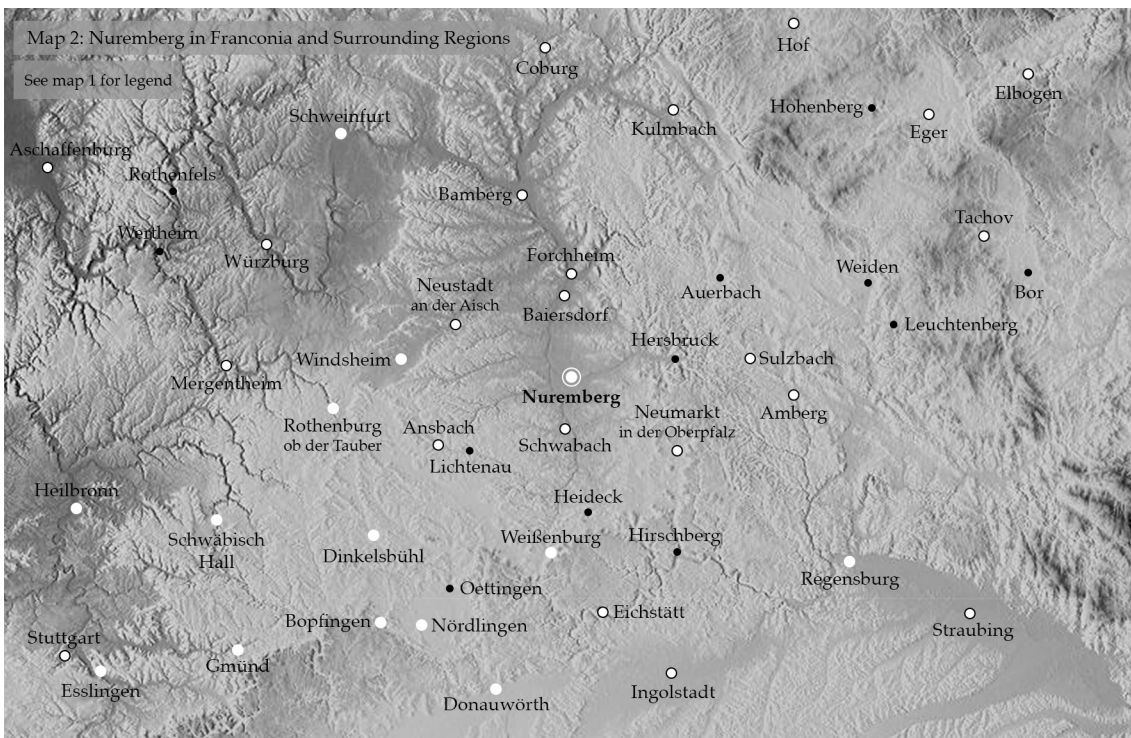 Map 2: Nuremberg in Franconia and Surrounding Regions
See map 1 for legend
Hof
Coburg
Elbogen
Hohenberg
Schweinfurt
Kulmbach
Eger
Aschaffenburg
Rothenfels
Bamberg
Tachov
Wertheim
Würzburg
Forchheim
Weiden
Neustadt
an der Aisch
Auerbach
Bor
Baiersdorf
Leuchtenberg
Hersbruck
Windsheim
Sulzbach
Mergentheim
Nuremberg
Amberg
Rothenburg
ob der Tauber
Ansbach
Neumarkt
in der Oberpfalz
Schwabach
Lichtenau
Heilbronn
Heideck
Schwäbisch
Hall
Dinkelsbühl
Weißenburg
Hirschberg
Regensburg
Oettingen
Eichstätt
Bopfingen
Nördlingen
Straubing
Stuttgart
Gmünd
Esslingen
Ingolstadt
Donauwörth